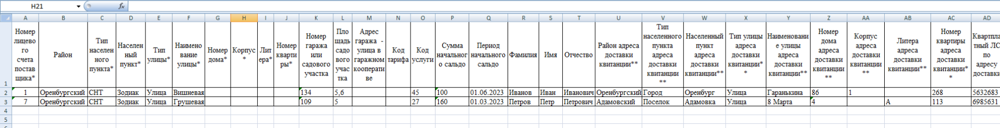 H21 fx
A B C D E F G H I J K L M N O P Q R S T U V W X Y Z AA AB AC AD
1 Номер лицевого счета поставщика* Район Тип населенного пункта* Населенный пункт* Тип улицы* Наименование улицы* Номер дома* Корпус* Литера* Номер квартиры* Номер гаража или садового участка Площадь садового участка Адрес гаража - улица в гаражном кооперативе Код тарифа Код услуги Сумма начального сальдо Период начального сальдо Фамилия Имя Отчество Район адреса доставки квитанции** Тип населенного пункта адреса доставки квитанции** Населенный пункт адреса доставки квитанции** Тип улицы адреса доставки квитанции** Наименование улицы адреса доставки квитанции** Номер дома адреса доставки квитанции** Корпус адреса доставки квитанции** Литера адреса доставки квитанции** Номер квартиры адреса доставки квитанции** Квартпла тный ЛС по адресу доставки
2 1 Оренбургский СНТ Зодиак Улица Вишневая 134 5,6 45 100 01.06.2023 Иванов Иван Иванович Оренбургский Город Оренбург Улица Гаранькина 86 1 268 5632683
3 7 Оренбургский СНТ Зодиак Улица Грушевая 109 5 27 160 01.03.2023 Петров Петр Петрович Адамовский Поселок Адамовка Улица 8 Марта 4 А 113 6985631
4
5